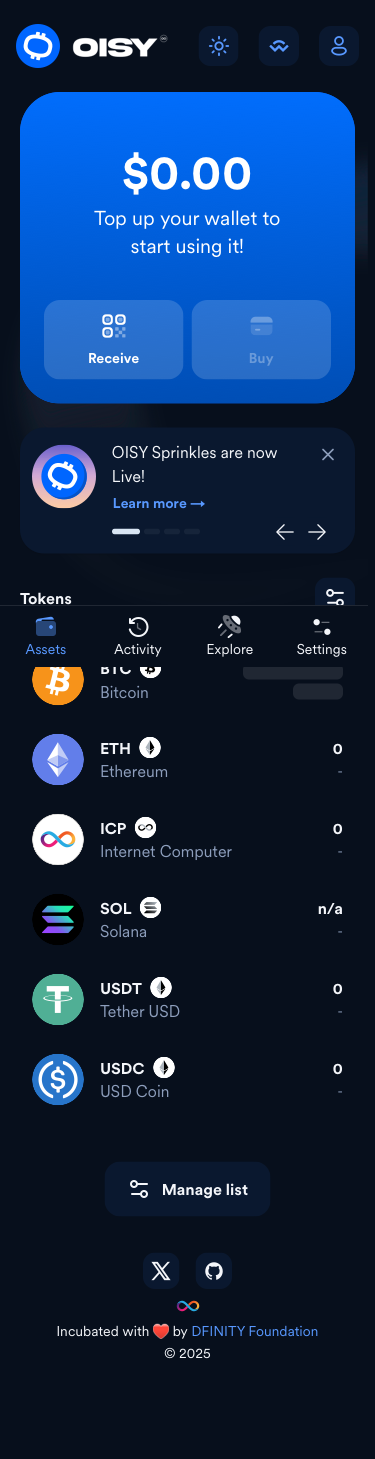 OISY
$0.00
Top up your wallet to
start using it!
Receive
Buy
OISY Sprinkles are now
Live!
Learn more →
Tokens
Assets
Activity
Explore
Settings
BTC
Bitcoin
ETH
0
Ethereum
-
ICP
0
Internet Computer
-
SOL
n/a
Solana
-
USDT
0
Tether USD
-
USDC
0
USD Coin
-
Manage list
Incubated with ❤️ by DFINITY Foundation
© 2025